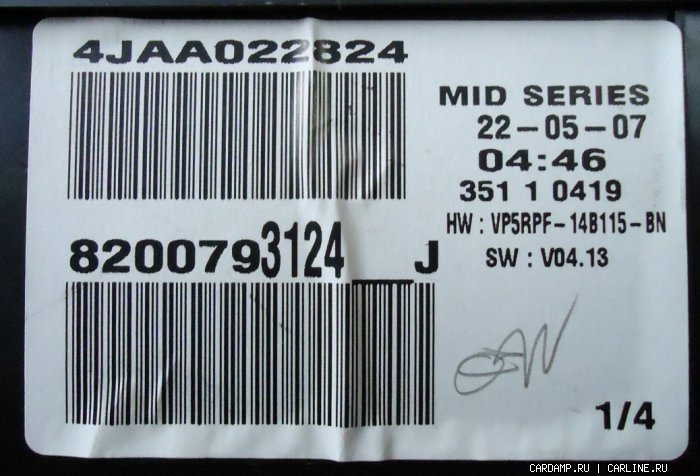 4JAA022824
MID SERIES
22-05-07
04:46
351 1 0419
HW : VP5RPF-14B115-BN
SW : V04.13
8200793124___J
1/4
CARDAMP.RU | CARLINE.RU